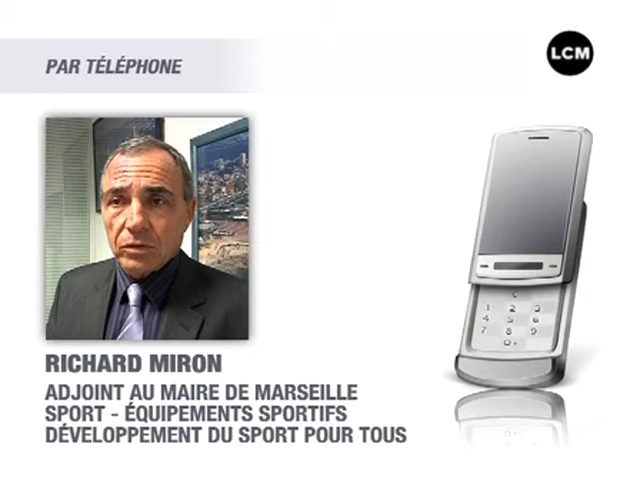 PAR TÉLÉPHONE
LCM
RICHARD MIRON
ADJOINT AU MAIRE DE MARSEILLE
SPORT - ÉQUIPEMENTS SPORTIFS
DÉVELOPPEMENT DU SPORT POUR TOUS